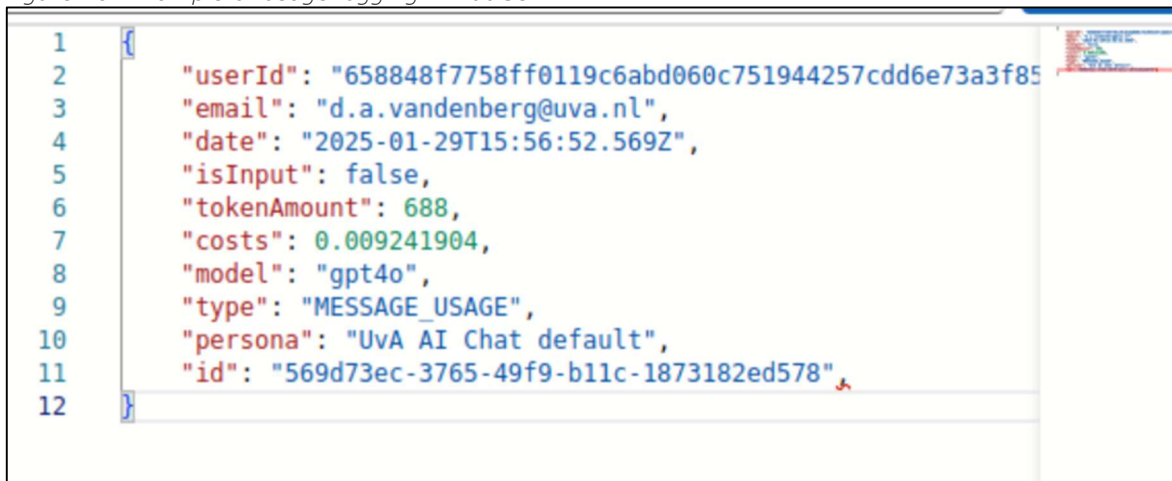 1 {
2 "userId": "658848f7758ff0119c6abd060c751944257cdd6e73a3f85
3 "email": "d.a.vandenberg@uva.nl",
4 "date": "2025-01-29T15:56:52.569Z",
5 "isInput": false,
6 "tokenAmount": 688,
7 "costs": 0.009241904,
8 "model": "gpt4o",
9 "type": "MESSAGE_USAGE",
10 "persona": "UvA AI Chat default",
11 "id": "569d73ec-3765-49f9-b11c-1873182ed578",
12 }